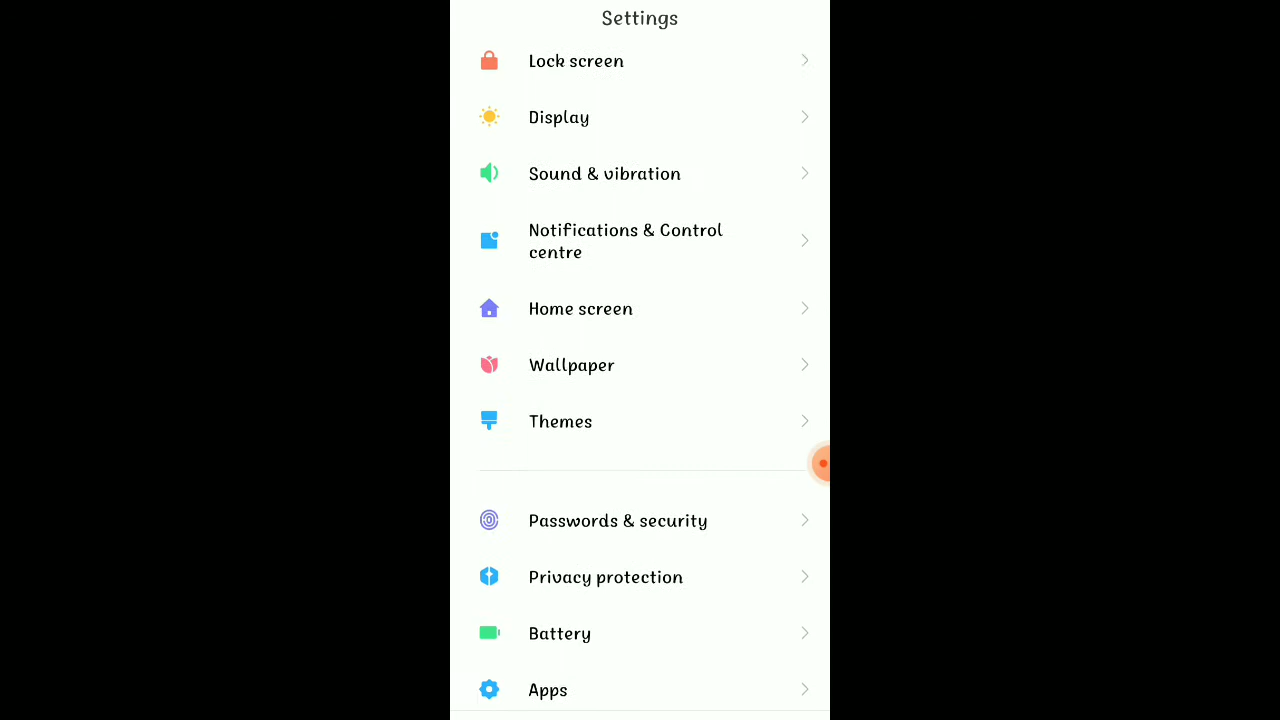 Settings
Lock screen
Display
Sound & vibration
Notifications & Control
centre
Home screen
Wallpaper
Themes
Passwords & security
Privacy protection
Battery
Apps